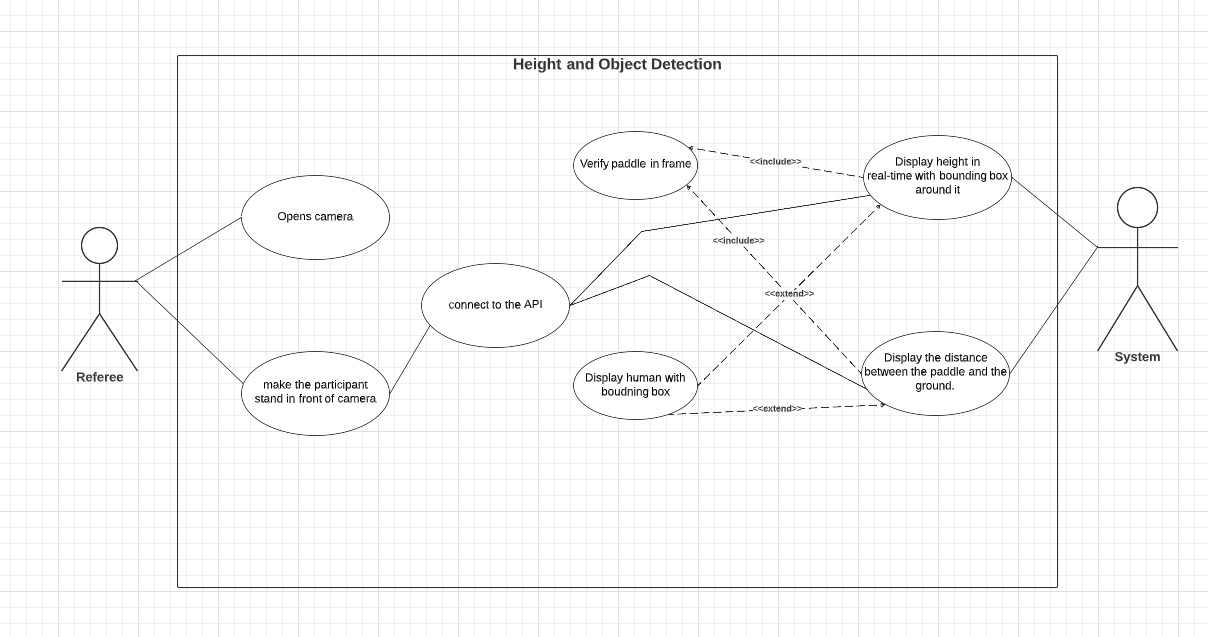 Height and Object Detection
Verify paddle in frame
<<include>>
Display height in
real-time with bounding box
around it
Opens camera
<<include>>
connect to the API
<<extend>>
Referee
make the participant
stand in front of camera
Display human with
boudning box
<<extend>>
Display the distance
between the paddle and the
ground.
System